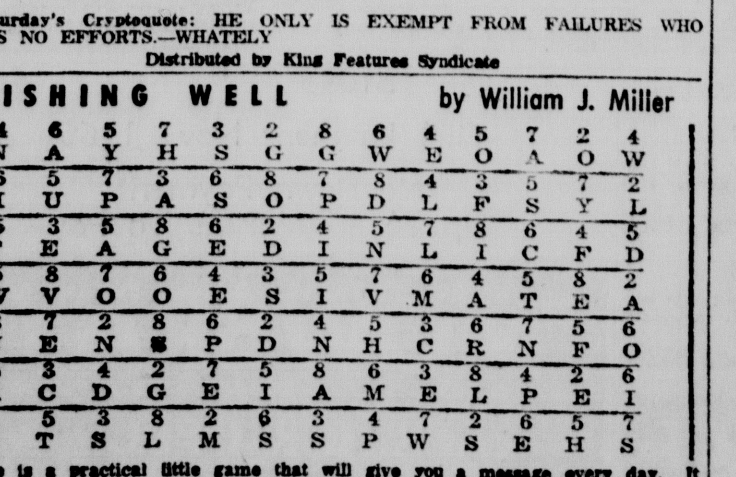 urday's Cryptoquote: HE ONLY IS EXEMPT FROM FAILURES WHO
S NO EFFORTS.—WHATELY
Distributed by King Features Syndicate
ISHING WELL by William J. Miller
6 5 7 3 2 8 6 4 5 7 2 4
A Y H S G G W E O A O W
5 7 3 6 8 7 8 4 3 5 7 2
U P A S O P D L F S Y L
3 5 8 6 2 4 5 7 8 6 4 5
E A G E D I N L I C F D
8 7 6 4 3 5 7 6 4 5 8 2
V O O E S I V M A T E A
7 2 8 6 2 4 5 3 6 7 5 6
E N S P D N H C R N F O
3 4 2 7 5 8 6 3 8 4 2 6
C D G E I A M E L P E I
5 3 8 2 6 3 4 7 2 6 5 7
T S L M S S P W S E H S
is a practical little game that will give you a message every day. It